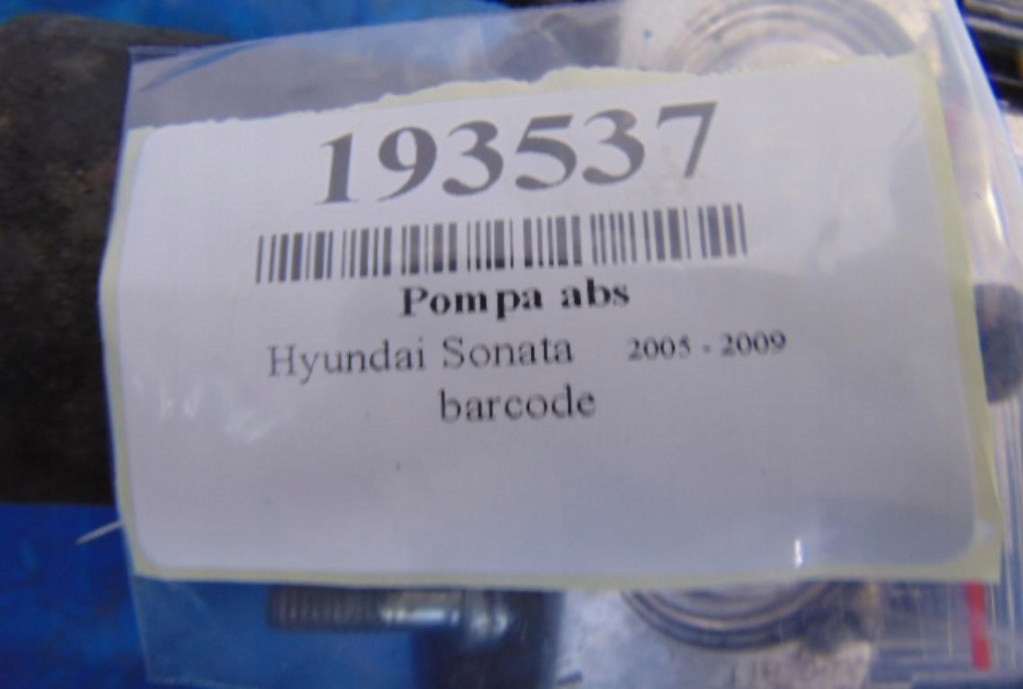 193537
Pompa abs
Hyundai Sonata 2005 - 2009
barcode